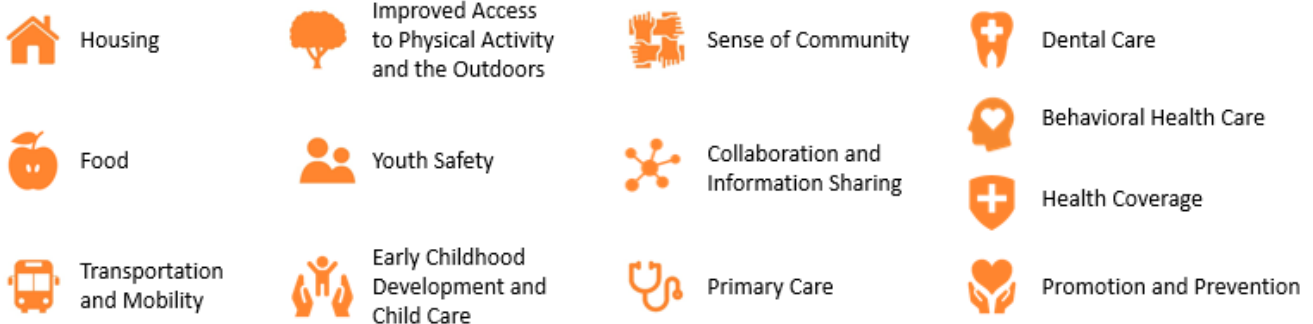 Housing
Food
Transportation
and Mobility
Improved Access
to Physical Activity
and the Outdoors
Youth Safety
Early Childhood
Development and
Child Care
Sense of Community
Collaboration and
Information Sharing
Primary Care
Dental Care
Behavioral Health Care
Health Coverage
Promotion and Prevention